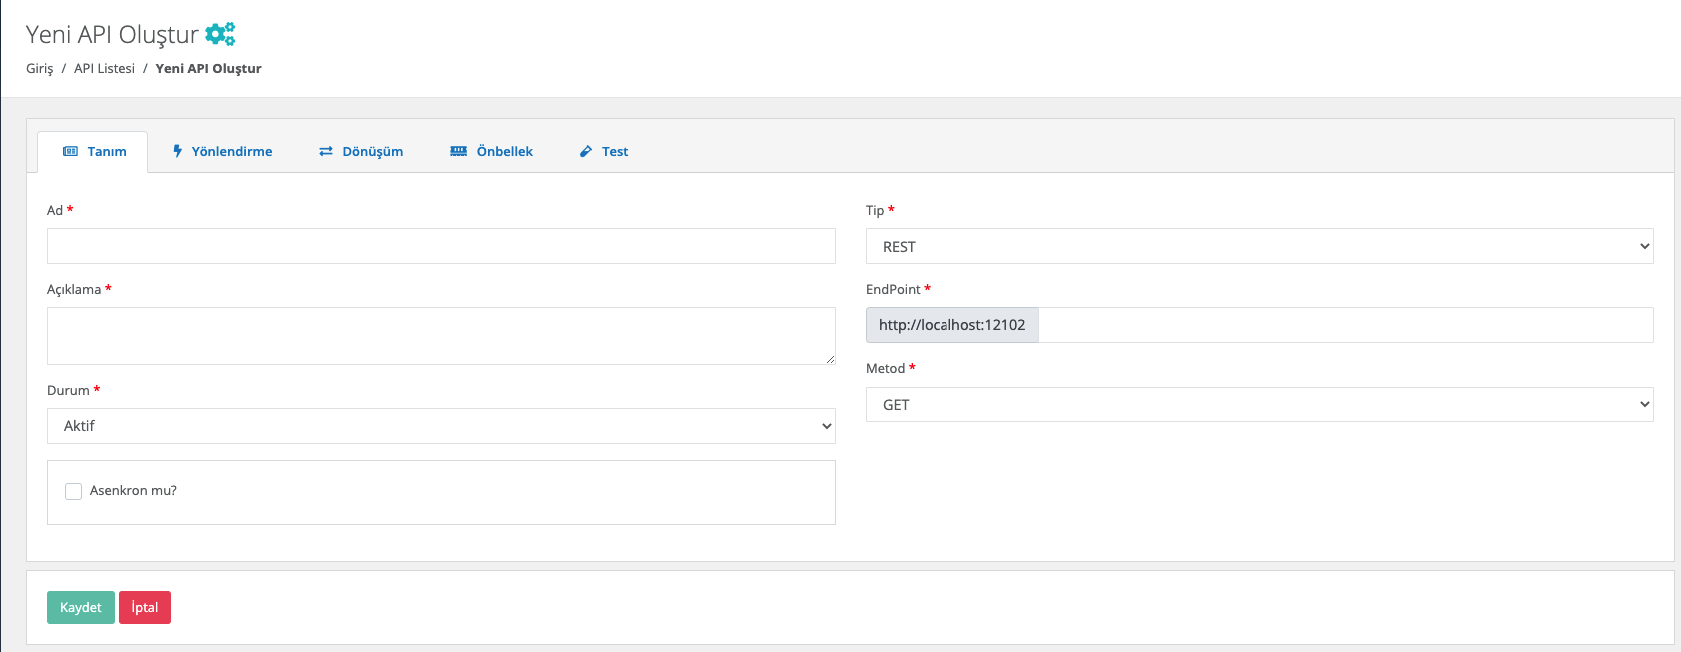 Yeni API Oluştur
Giriş / API Listesi / Yeni API Oluştur
Tanım Yönlendirme Dönüşüm Önbellek Test
Ad *
Açıklama *
Durum *
Aktif
Asenkron mu?
Tip *
REST
EndPoint *
http://localhost:12102
Metod *
GET
Kaydet İptal